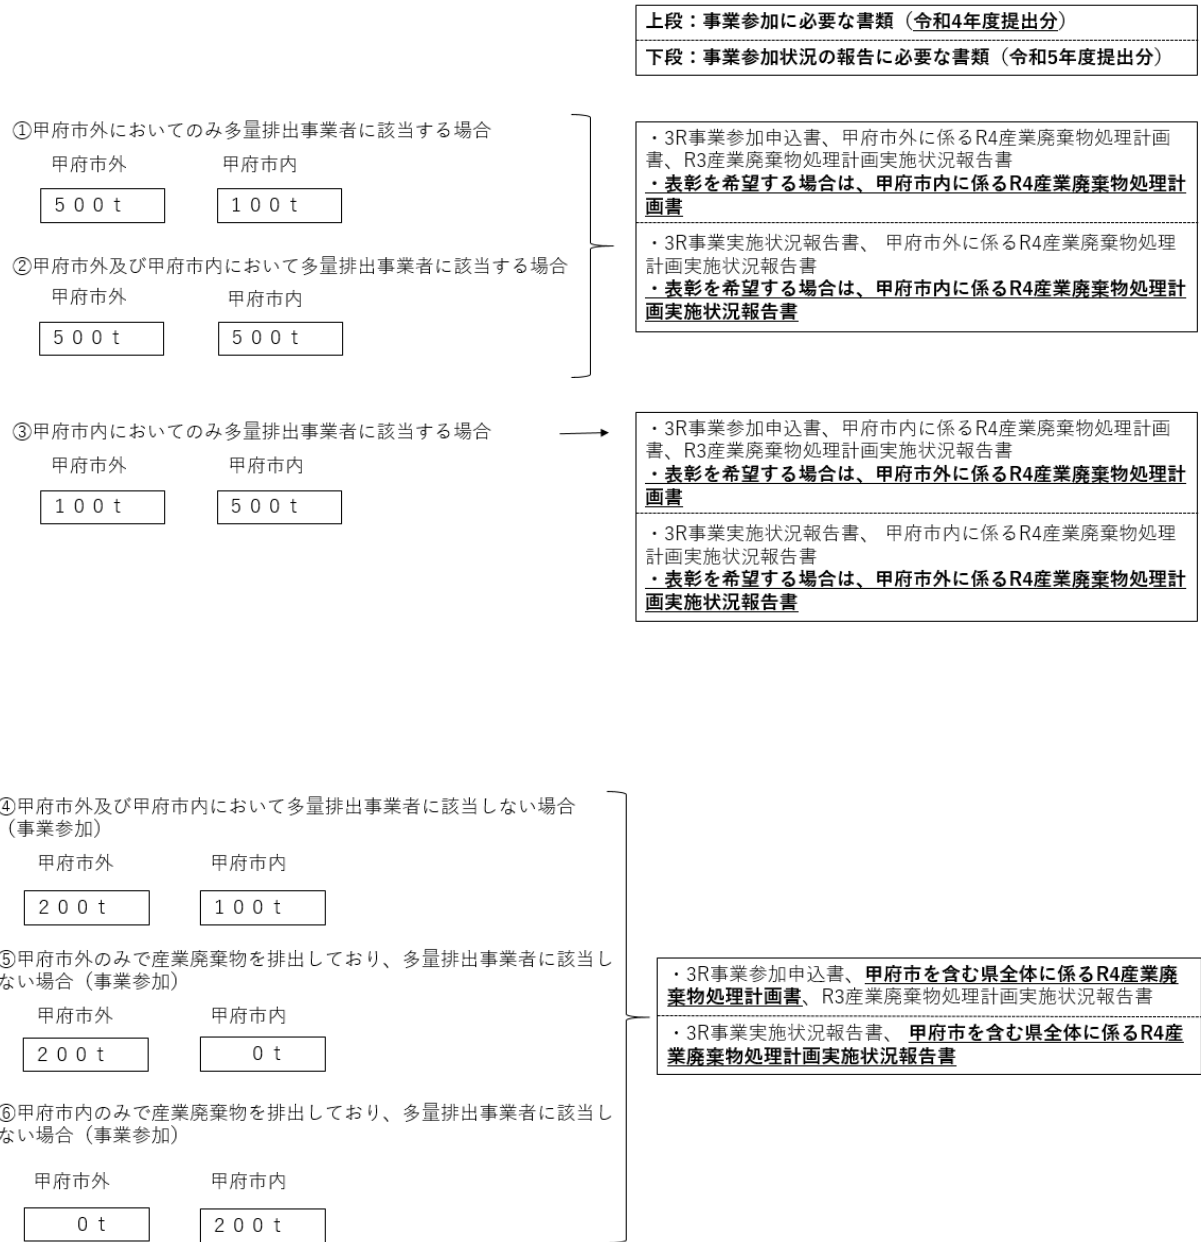 上段：事業参加に必要な書類（令和4年度提出分）
下段：事業参加状況の報告に必要な書類（令和5年度提出分）
①甲府市外においてのみ多量排出事業者に該当する場合
甲府市外 甲府市内
５００ｔ １００ｔ
②甲府市外及び甲府市内において多量排出事業者に該当する場合
甲府市外 甲府市内
５００ｔ ５００ｔ
・3R事業参加申込書、甲府市外に係るR4産業廃棄物処理計画
書、R3産業廃棄物処理計画実施状況報告書
・表彰を希望する場合は、甲府市内に係るR4産業廃棄物処理計
画書
・3R事業実施状況報告書、 甲府市外に係るR4産業廃棄物処理
計画実施状況報告書
・表彰を希望する場合は、甲府市内に係るR4産業廃棄物処理計
画実施状況報告書
③甲府市内においてのみ多量排出事業者に該当する場合
甲府市外 甲府市内
１００ｔ ５００ｔ
・3R事業参加申込書、甲府市内に係るR4産業廃棄物処理計画
書、R3産業廃棄物処理計画実施状況報告書
・表彰を希望する場合は、甲府市外に係るR4産業廃棄物処理計
画書
・3R事業実施状況報告書、 甲府市内に係るR4産業廃棄物処理
計画実施状況報告書
・表彰を希望する場合は、甲府市外に係るR4産業廃棄物処理計
画実施状況報告書
④甲府市外及び甲府市内において多量排出事業者に該当しない場合
（事業参加）
甲府市外 甲府市内
２００ｔ １００ｔ
⑤甲府市外のみで産業廃棄物を排出しており、多量排出事業者に該当し
ない場合（事業参加）
甲府市外 甲府市内
２００ｔ ０ｔ
⑥甲府市内のみで産業廃棄物を排出しており、多量排出事業者に該当し
ない場合（事業参加）
甲府市外 甲府市内
０ｔ ２００ｔ
・3R事業参加申込書、甲府市を含む県全体に係るR4産業廃
棄物処理計画書、R3産業廃棄物処理計画実施状況報告書
・3R事業実施状況報告書、 甲府市を含む県全体に係るR4産
業廃棄物処理計画実施状況報告書